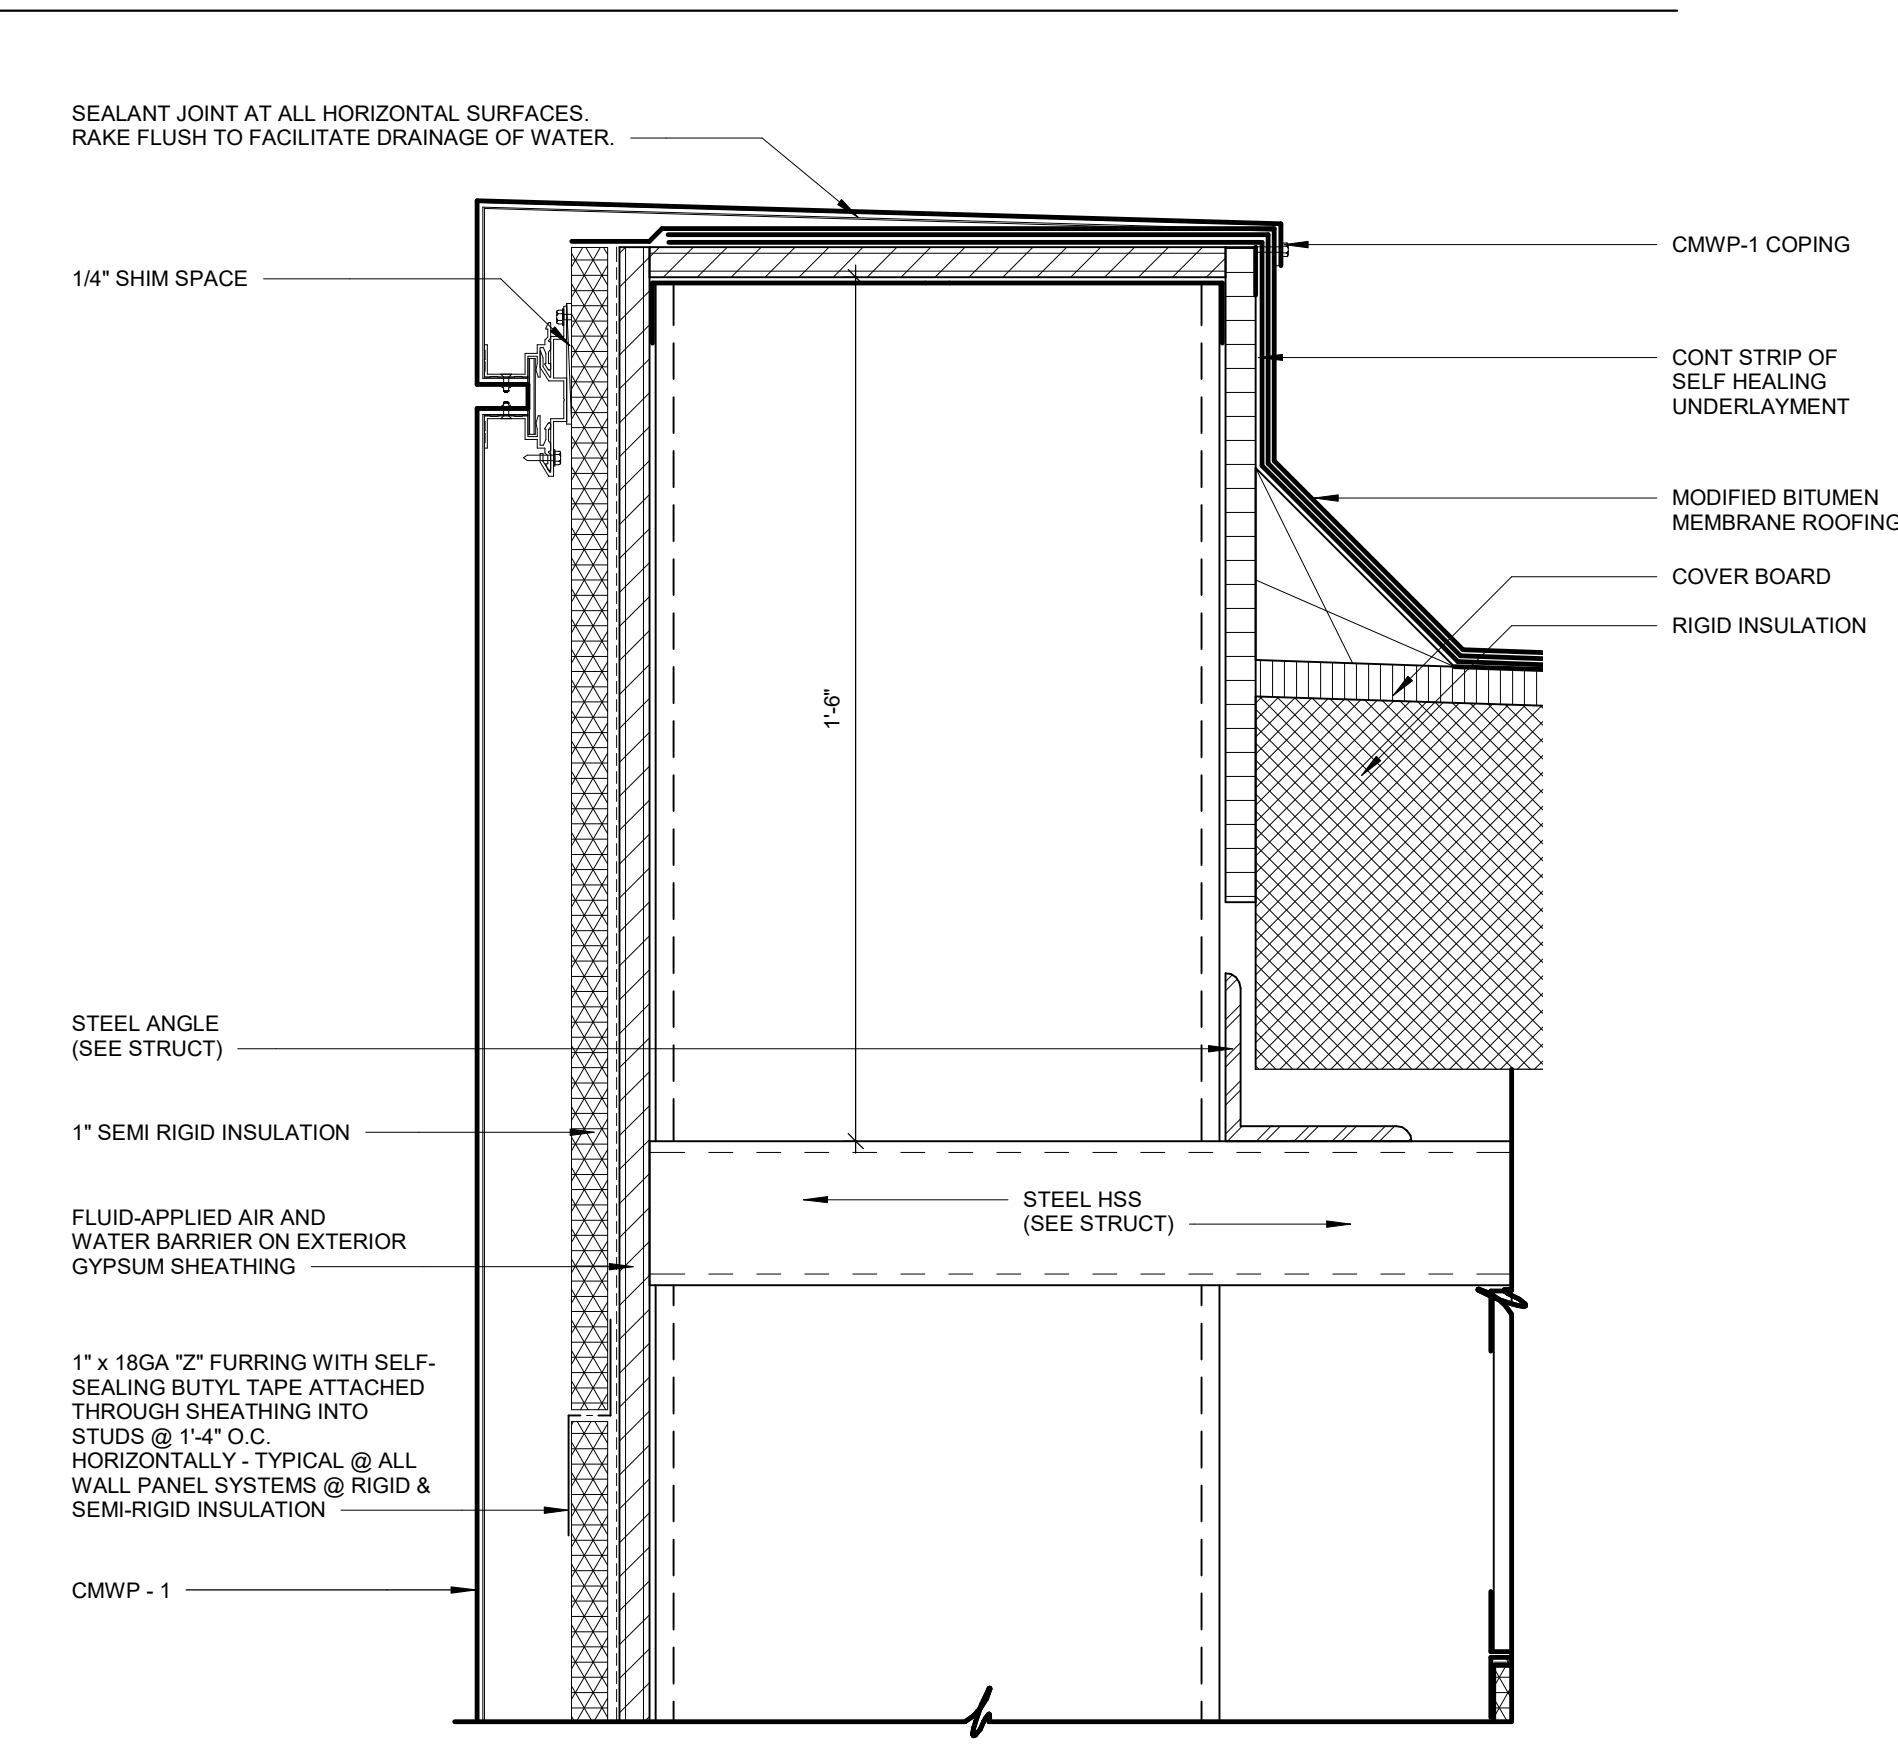 SEALANT JOINT AT ALL HORIZONTAL SURFACES.
RAKE FLUSH TO FACILITATE DRAINAGE OF WATER.
1/4" SHIM SPACE
CMWP-1 COPING
CONT STRIP OF
SELF HEALING
UNDERLAYMENT
MODIFIED BITUMEN
MEMBRANE ROOFING
COVER BOARD
RIGID INSULATION
1'-6"
STEEL ANGLE
(SEE STRUCT)
1" SEMI RIGID INSULATION
STEEL HSS
(SEE STRUCT)
FLUID-APPLIED AIR AND
WATER BARRIER ON EXTERIOR
GYPSUM SHEATHING
1" x 18GA "Z" FURRING WITH SELF-
SEALING BUTYL TAPE ATTACHED
THROUGH SHEATHING INTO
STUDS @ 1'-4" O.C.
HORIZONTALLY - TYPICAL @ ALL
WALL PANEL SYSTEMS @ RIGID &
SEMI-RIGID INSULATION
CMWP - 1